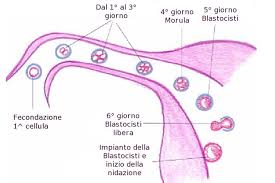 Dal 1° al 3°
giorno
4° giorno
Morula
5° giorno
Blastocisti
Fecondazione
1^ cellula
6° giorno
Blastocisti
libera
Impianto della
Blastocisti e
inizio della
nidazione